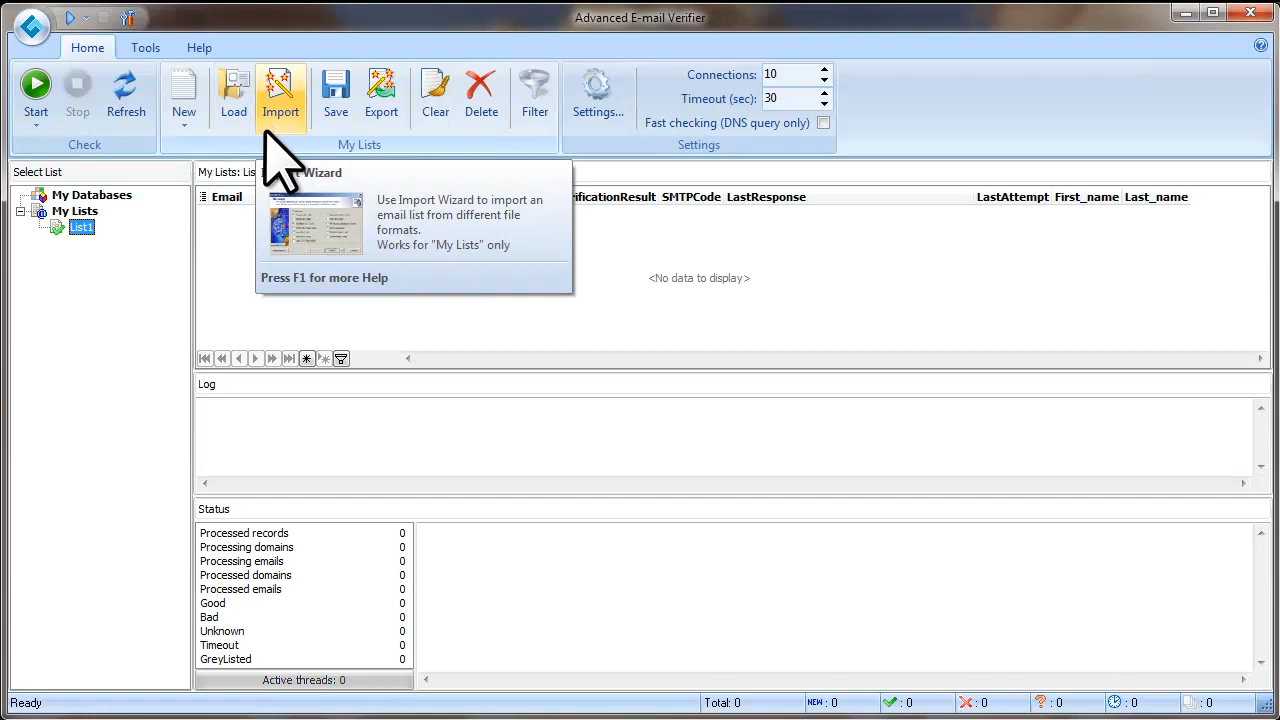 Advanced E-mail Verifier
Home Tools Help
Start Stop Refresh New Load Import Save Export Clear Delete Filter Settings...
Connections: 10
Timeout (sec): 30
Fast checking (DNS query only)
Check My Lists Settings
Select List
My Databases
My Lists
List1
My Lists: Lis
Email ificationResult SMTPCode LastResponse LastAttempt First_name Last_name
Wizard
Use Import Wizard to import an
email list from different file
formats.
Works for "My Lists" only
Press F1 for more Help
<No data to display>
Log
Status
Processed records 0
Processing domains 0
Processing emails 0
Processed domains 0
Processed emails 0
Good 0
Bad 0
Unknown 0
Timeout 0
GreyListed 0
Active threads: 0
Ready Total: 0 NEW : 0 : 0 : 0 : 0 : 0 : 0